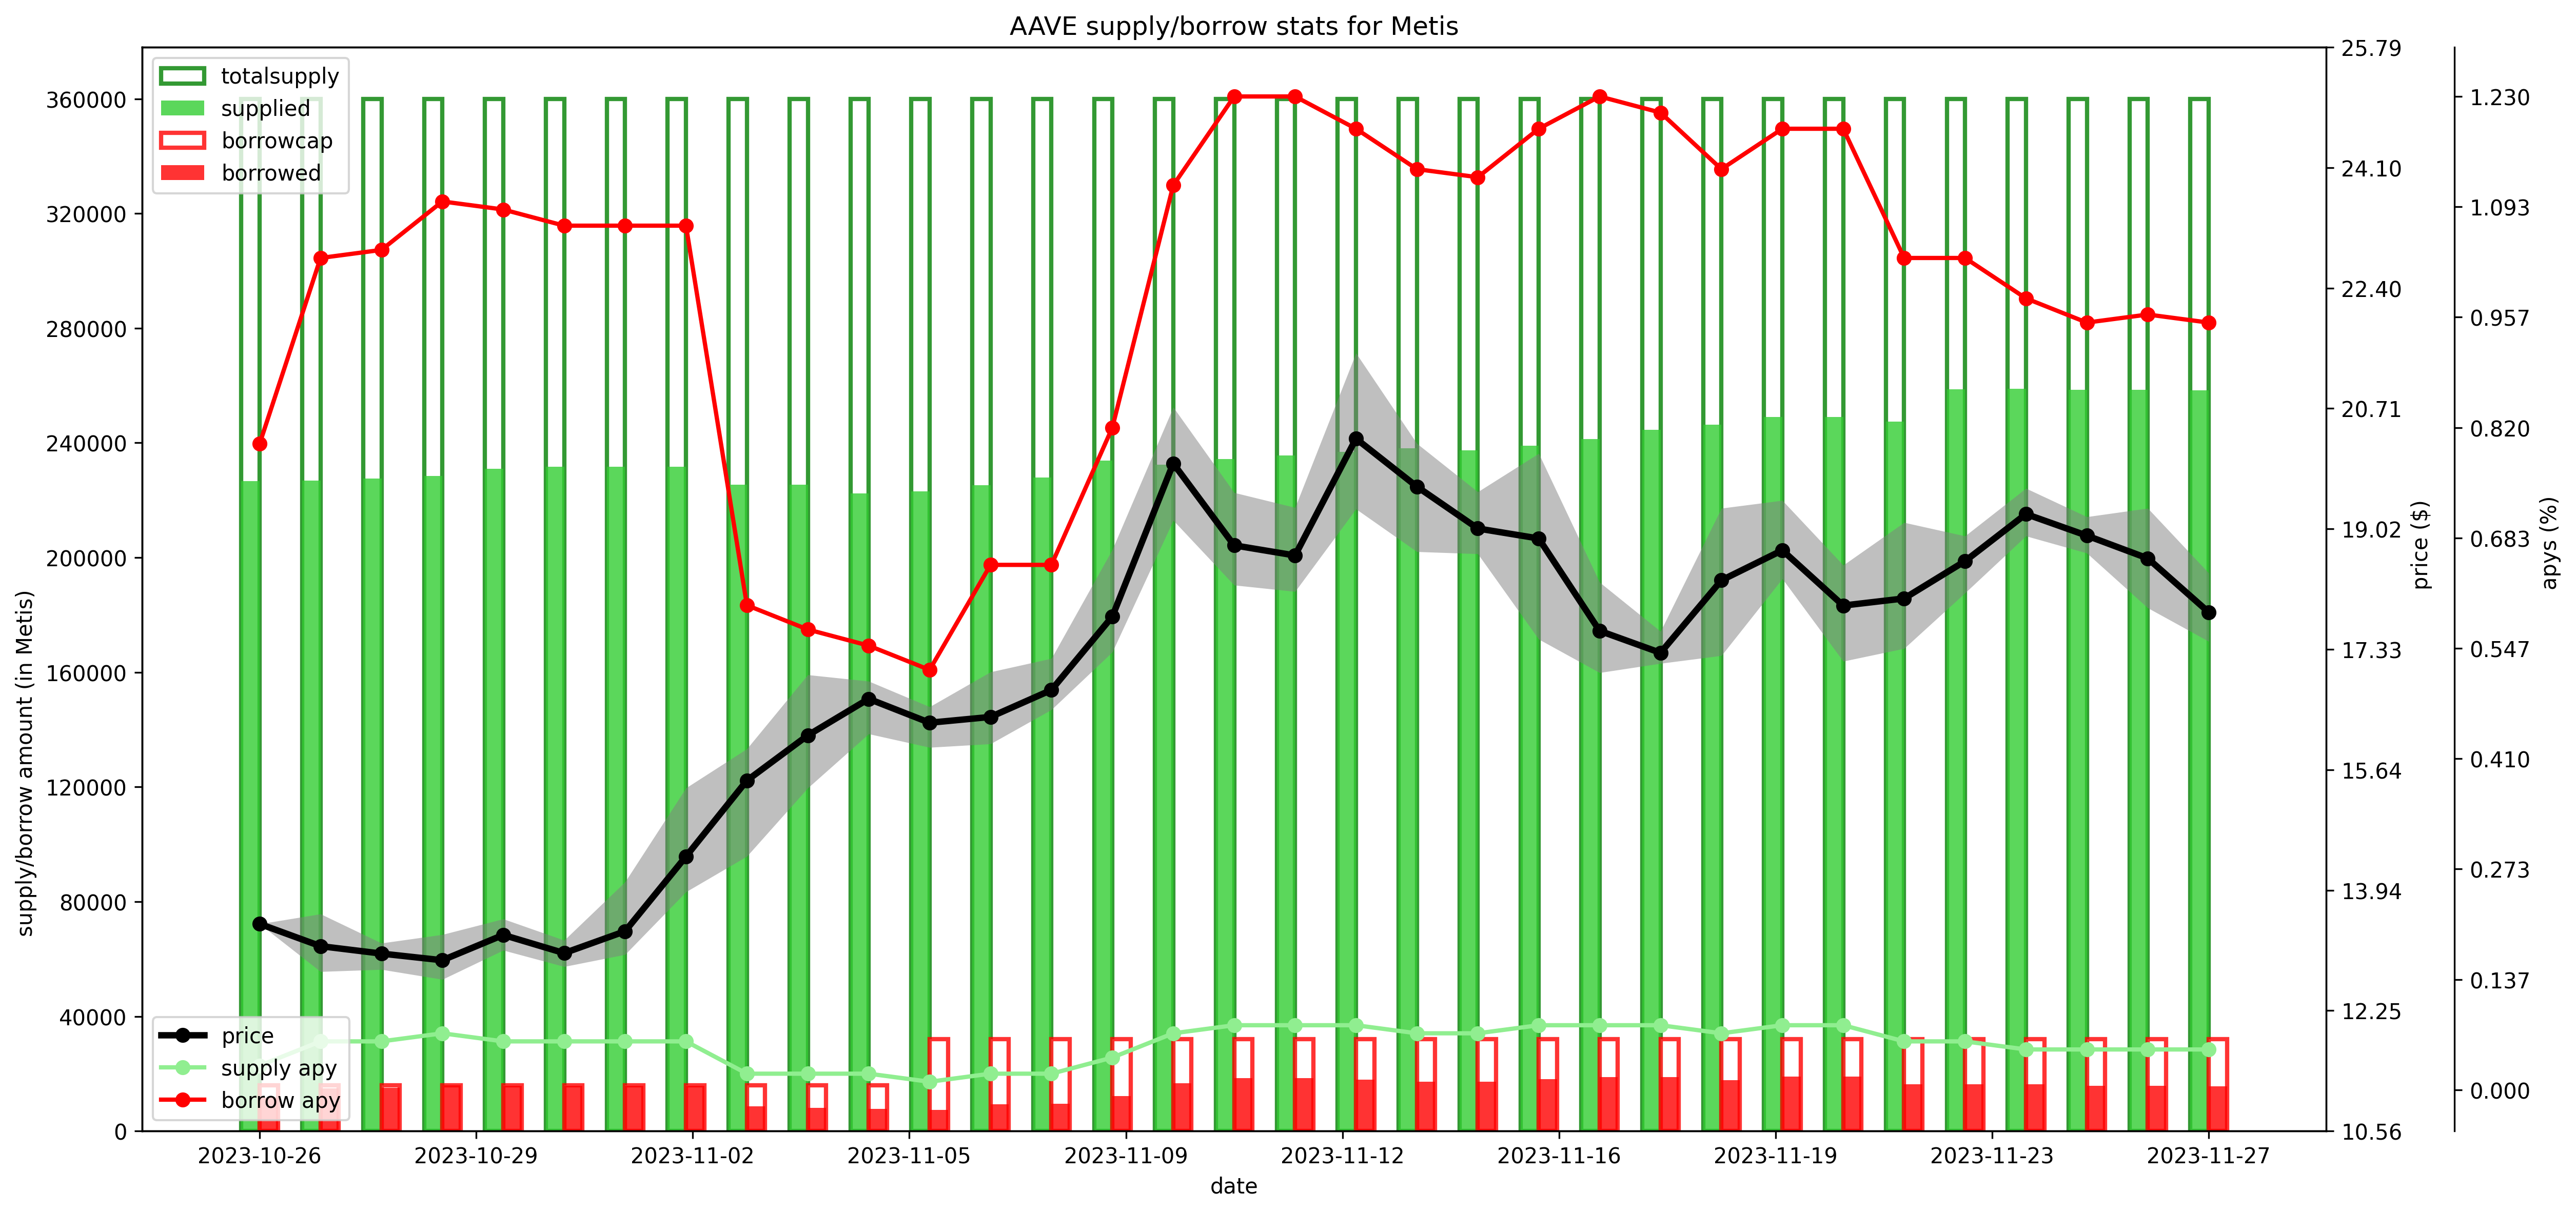 AAVE supply/borrow stats for Metis
totalsupply
supplied
borrowcap
borrowed
price
supply apy
borrow apy
supply/borrow amount (in Metis)
360000
320000
280000
240000
200000
160000
120000
80000
40000
0
25.79
24.10
22.40
20.71
19.02
17.33
15.64
13.94
12.25
10.56
price ($)
1.230
1.093
0.957
0.820
0.683
0.547
0.410
0.273
0.137
0.000
apys (%)
2023-10-26 2023-10-29 2023-11-02 2023-11-05 2023-11-09 2023-11-12 2023-11-16 2023-11-19 2023-11-23 2023-11-27
date